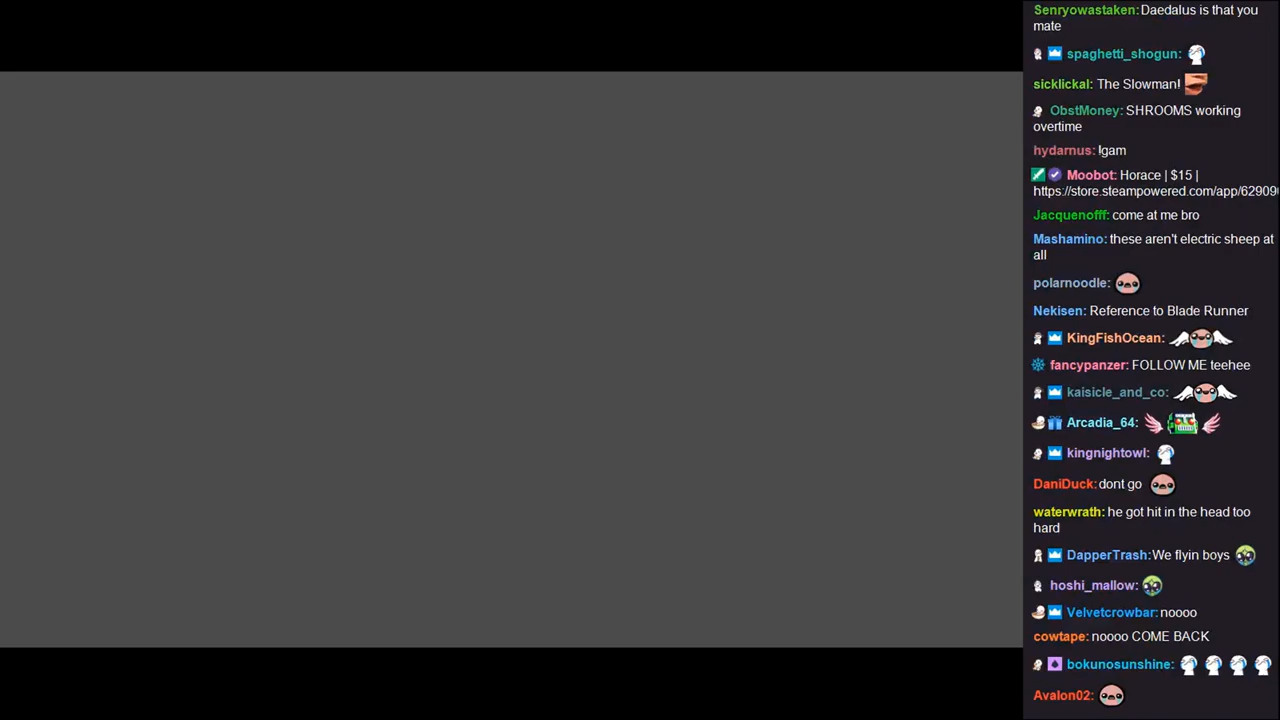 Senryowastaken: Daedalus is that you
mate
spaghetti_shogun:
sicklickal: The Slowman!
ObstMoney: SHROOMS working
overtime
hydarnus: !gam
Moobot: Horace | $15 |
https://store.steampowered.com/app/62909
Jacquenofff: come at me bro
Mashamino: these aren't electric sheep at
all
polarnoodle:
Nekisen: Reference to Blade Runner
KingFishOcean:
fancypanzer: FOLLOW ME teehee
kaisicle_and_co:
Arcadia_64:
kingnightowl:
DaniDuck: dont go
waterwrath: he got hit in the head too
hard
DapperTrash: We flyin boys
hoshi_mallow:
Velvetcrowbar: noooo
cowtape: noooo COME BACK
bokunosunshine:
Avalon02: